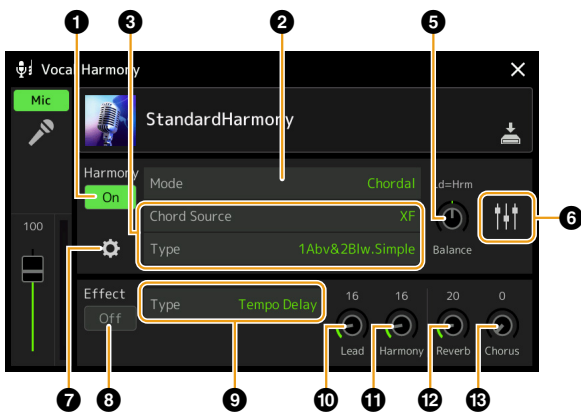 1 3 2 5
Vocal Harmony
Mic
StandardHarmony
Harmony
On
Mode Chordal
Ld=Hrm
Chord Source XF
Type 1Abv&2Blw.Simple
Balance
6
100
Effect
Off
Type Tempo Delay
16 16 20 0
Lead Harmony Reverb Chorus
7 8 9 10 11 12 13